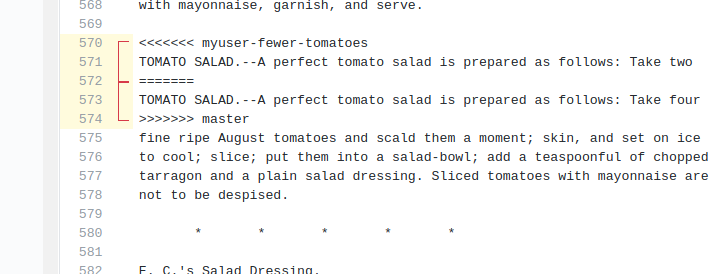 568 with mayonnaise, garnish, and serve.
569
570 <<<<<<< myuser-fewer-tomatoes
571 TOMATO SALAD.--A perfect tomato salad is prepared as follows: Take two
572 =======
573 TOMATO SALAD.--A perfect tomato salad is prepared as follows: Take four
574 >>>>>>> master
575 fine ripe August tomatoes and scald them a moment; skin, and set on ice
576 to cool; slice; put them into a salad-bowl; add a teaspoonful of chopped
577 tarragon and a plain salad dressing. Sliced tomatoes with mayonnaise are
578 not to be despised.
579
580 * * * * *
581
582 E. C.'s Salad Dressing.